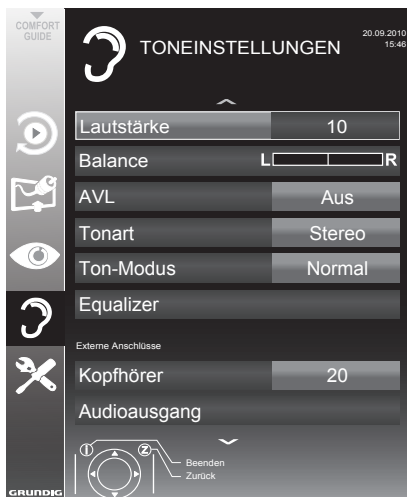 COMFORT
GUIDE
TONEINSTELLUNGEN
20.09.2010
15:46
Lautstärke 10
Balance L R
AVL Aus
Tonart Stereo
Ton-Modus Normal
Equalizer
Externe Anschlüsse
Kopfhörer 20
Audioausgang
Z
Beenden
Zurück
GRUNDIG